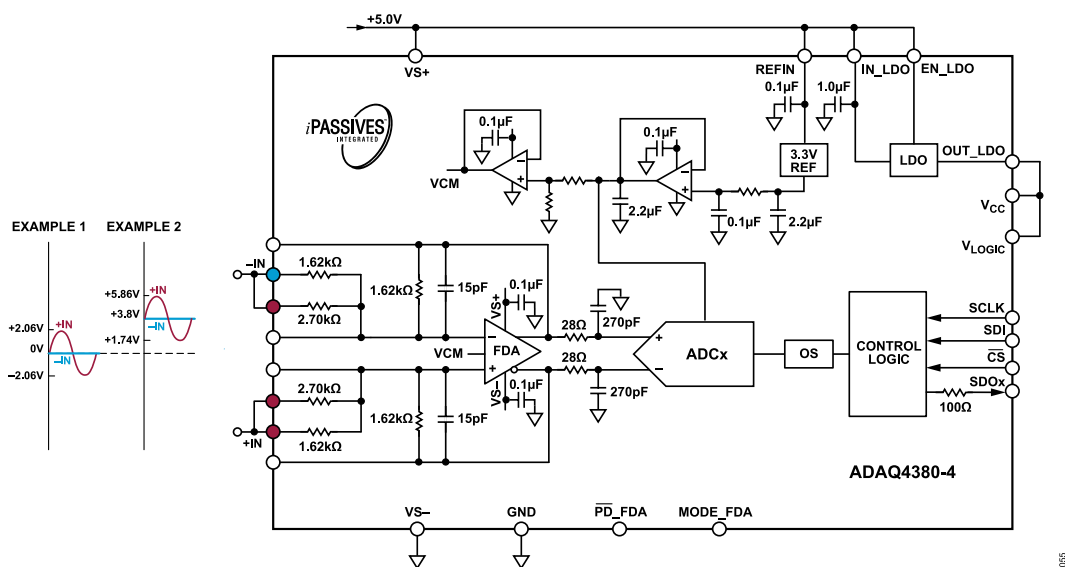 +5.0V
VS+
REFIN
IN_LDO
EN_LDO
0.1µF
1.0µF
iPASSIVES™
INTEGRATED
0.1µF
0.1µF
3.3V
REF
LDO
OUT_LDO
VCM
2.2µF
0.1µF
2.2µF
VCC
VLOGIC
EXAMPLE 1
EXAMPLE 2
+5.86V
+IN
+3.8V
–IN
+1.74V
+2.06V
+IN
0V
–IN
–2.06V
–IN
1.62kΩ
2.70kΩ
1.62kΩ
15pF
VS+
0.1µF
28Ω
270pF
FDA
VCM
28Ω
VS–
0.1µF
270pF
ADCx
OS
CONTROL
LOGIC
SCLK
SDI
CS
SDOx
100Ω
2.70kΩ
1.62kΩ
15pF
+IN
1.62kΩ
ADAQ4380-4
VS–
GND
PD_FDA
MODE_FDA
055